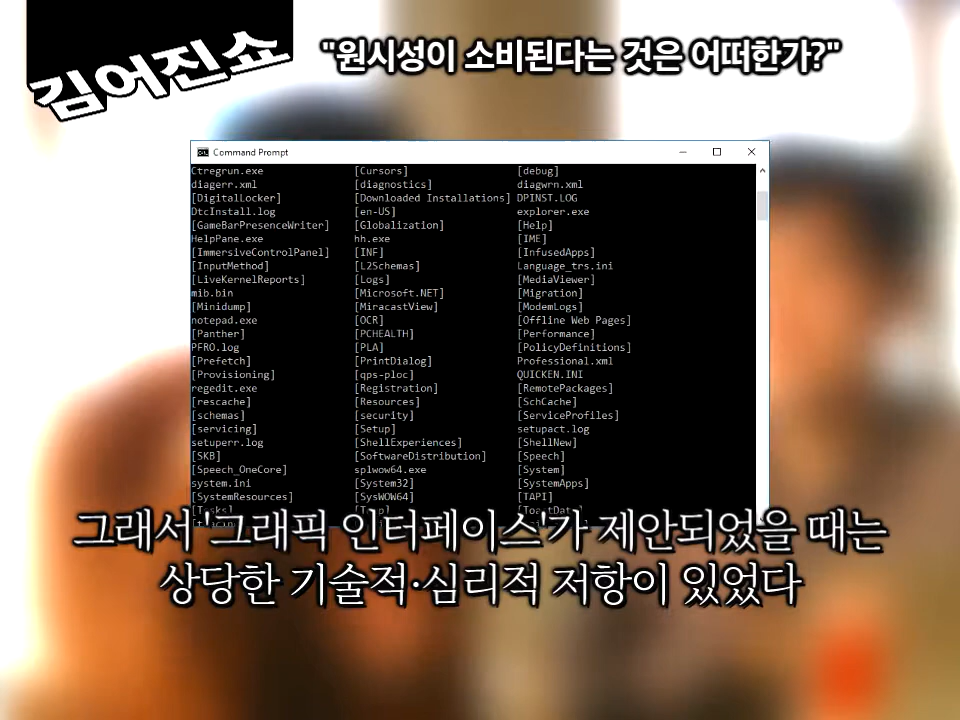 김어진쇼
"원시성이 소비된다는 것은 어떠한가?"
Command Prompt
Ctregrun.exe [Cursors] [debug]
diagerr.xml [diagnostics] diagwrn.xml
[DigitalLocker] [Downloaded Installations] DPINST.LOG
DtcInstall.log [en-US] explorer.exe
[GameBarPresenceWriter] [Globalization] [Help]
HelpPane.exe hh.exe [IME]
[ImmersiveControlPanel] [INF] [InfusedApps]
[InputMethod] [L2Schemas] Language_trs.ini
[LiveKernelReports] [Logs] [MediaViewer]
mib.bin [Microsoft.NET] [Migration]
[Minidump] [MiracastView] [ModemLogs]
notepad.exe [OCR] [Offline Web Pages]
[Panther] [PCHEALTH] [Performance]
PFRO.log [PLA] [PolicyDefinitions]
[Prefetch] [PrintDialog] Professional.xml
[Provisioning] [qps-ploc] QUICKEN.INI
regedit.exe [Registration] [RemotePackages]
[rescache] [Resources] [SchCache]
[schemas] [security] [ServiceProfiles]
[servicing] [Setup] setupact.log
setuperr.log [ShellExperiences] [ShellNew]
[SKB] [SoftwareDistribution] [Speech]
[Speech_OneCore] splwow64.exe [System]
system.ini [System32] [SystemApps]
[SystemResources] [SysWOW64] [TAPI]
[Tasks] [Temp] [ToastData]
그래서 '그래픽 인터페이스'가 제안되었을 때는
상당한 기술적·심리적 저항이 있었다